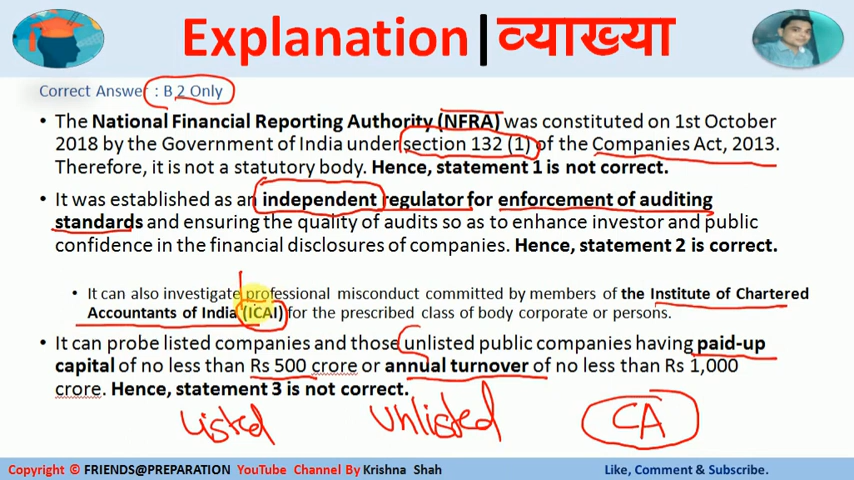 Explanation|व्याख्या
Correct Answer : B 2 Only
• The National Financial Reporting Authority (NFRA) was constituted on 1st October
2018 by the Government of India under section 132 (1) of the Companies Act, 2013.
Therefore, it is not a statutory body. Hence, statement 1 is not correct.
• It was established as an independent regulator for enforcement of auditing
standards and ensuring the quality of audits so as to enhance investor and public
confidence in the financial disclosures of companies. Hence, statement 2 is correct.
• It can also investigate professional misconduct committed by members of the Institute of Chartered
Accountants of India (ICAI) for the prescribed class of body corporate or persons.
• It can probe listed companies and those unlisted public companies having paid-up
capital of no less than Rs 500 crore or annual turnover of no less than Rs 1,000
crore. Hence, statement 3 is not correct.
Listed Unlisted CA
Copyright © FRIENDS@PREPARATION YouTube Channel By Krishna Shah Like, Comment & Subscribe.